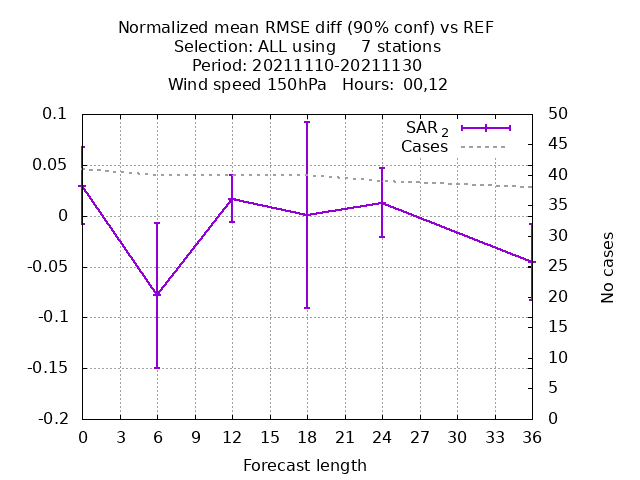 Normalized mean RMSE diff (90% conf) vs REF
Selection: ALL using     7 stations
Period: 20211110-20211130
Wind speed 150hPa   Hours:  00,12
SAR 2
Cases
0.1
0.05
0
-0.05
-0.1
-0.15
-0.2
50
45
40
35
30
25
20
15
10
5
0
No cases
0 3 6 9 12 15 18 21 24 27 30 33 36
Forecast length